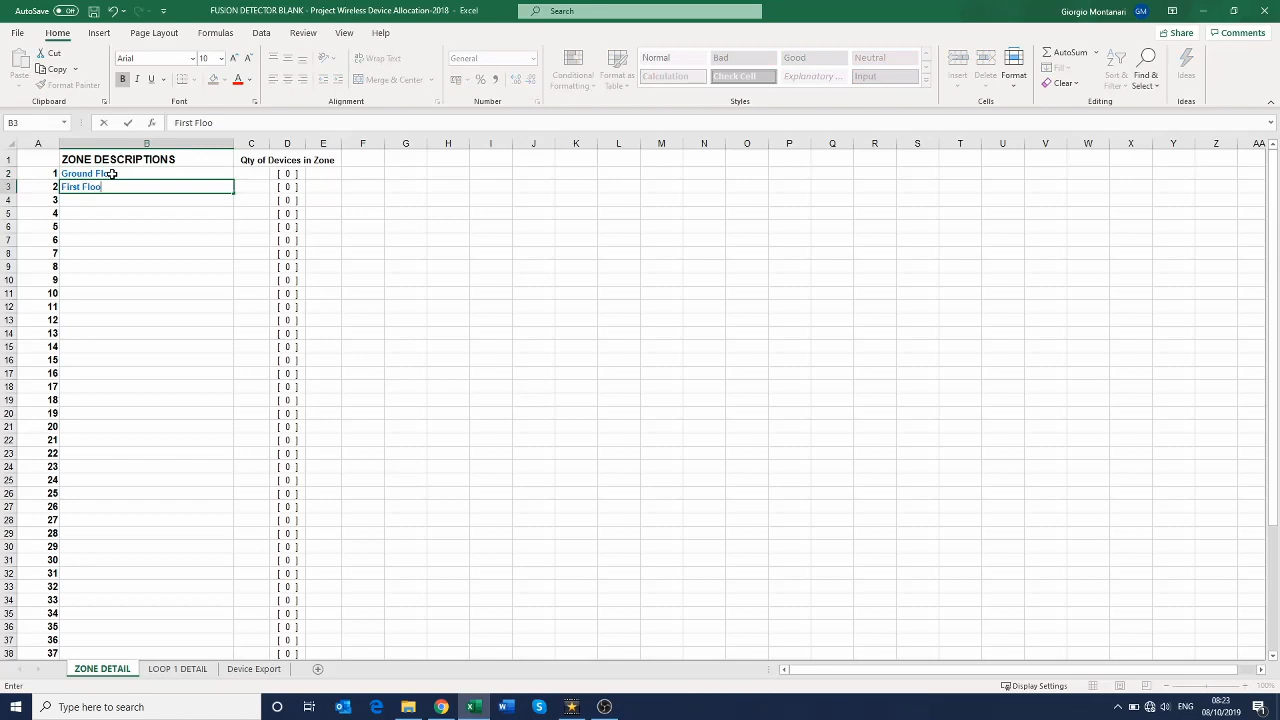 AutoSave Off FUSION DETECTOR BLANK - Project Wireless Device Allocation-2018 - Excel Search Giorgio Montanari GM
File Home Insert Page Layout Formulas Data Review View Help Share Comments
Paste Cut Copy Format Painter Clipboard
Arial 10 B I U A Font
Wrap Text Merge & Center Alignment
General % Number
Conditional Formatting Format as Table Normal Bad Good Neutral Calculation Check Cell Explanatory ... Input Styles
Insert Delete Format Cells
AutoSum Fill Clear Sort & Filter Find & Select Editing
Ideas Ideas
B3 fx First Floo
A B C D E F G H I J K L M N O P Q R S T U V W X Y Z AA
1 ZONE DESCRIPTIONS Qty of Devices in Zone
2 1 Ground Flo [ 0 ]
3 2 First Floo [ 0 ]
4 3 [ 0 ]
5 4 [ 0 ]
6 5 [ 0 ]
7 6 [ 0 ]
8 7 [ 0 ]
9 8 [ 0 ]
10 9 [ 0 ]
11 10 [ 0 ]
12 11 [ 0 ]
13 12 [ 0 ]
14 13 [ 0 ]
15 14 [ 0 ]
16 15 [ 0 ]
17 16 [ 0 ]
18 17 [ 0 ]
19 18 [ 0 ]
20 19 [ 0 ]
21 20 [ 0 ]
22 21 [ 0 ]
23 22 [ 0 ]
24 23 [ 0 ]
25 24 [ 0 ]
26 25 [ 0 ]
27 26 [ 0 ]
28 27 [ 0 ]
29 28 [ 0 ]
30 29 [ 0 ]
31 30 [ 0 ]
32 31 [ 0 ]
33 32 [ 0 ]
34 33 [ 0 ]
35 34 [ 0 ]
36 35 [ 0 ]
37 36 [ 0 ]
38 37 [ 0 ]
ZONE DETAIL LOOP 1 DETAIL Device Export
Enter Display Settings 100%
Type here to search ENG 08:23
08/10/2019